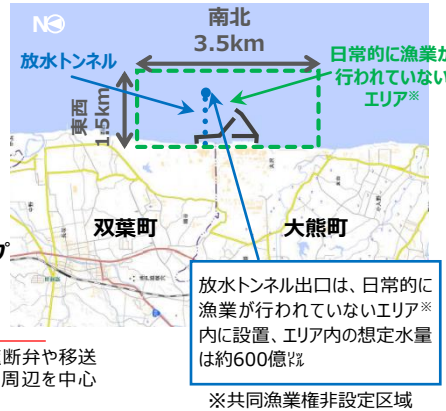 N
南北
3.5km
放水トンネル
日常的に漁業が
行われていない
エリア※
東西
1.5km
双葉町
大熊町
プ
放水トンネル出口は、日常的に
漁業が行われていないエリア※
内に設置、エリア内の想定水量
は約600億㍑
断弁や移送
周辺を中心
※共同漁業権非設定区域